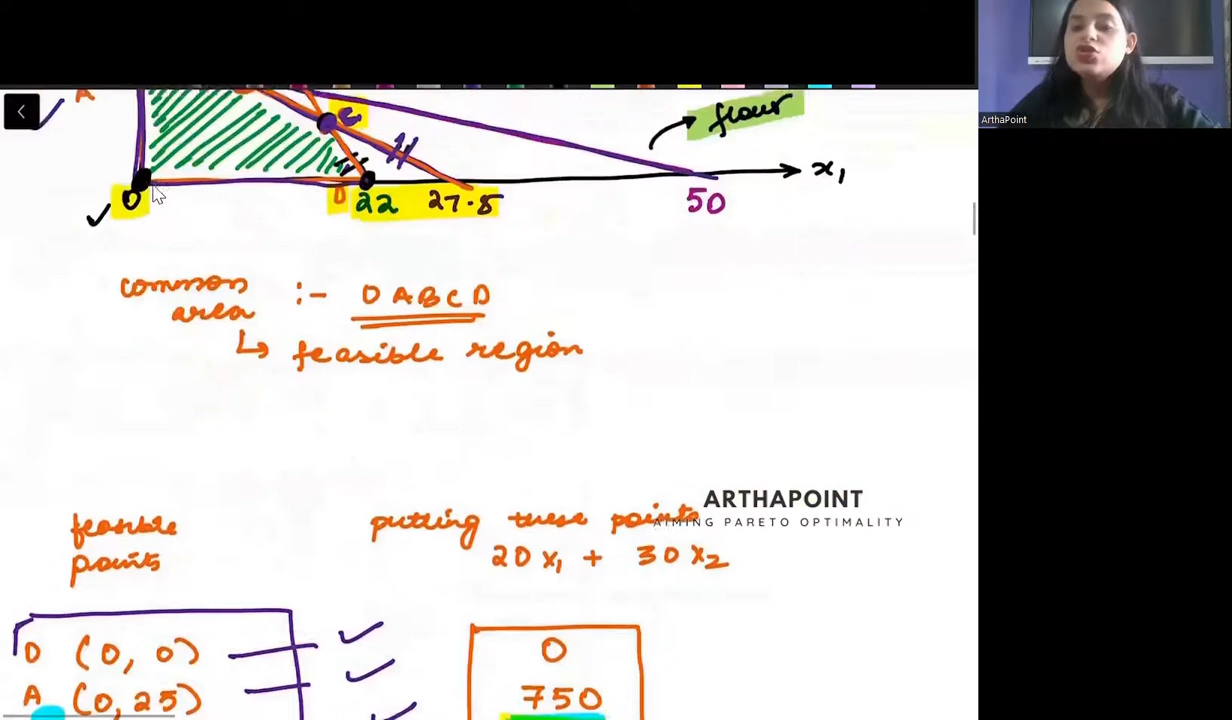 A
C
flour
x₁
0
D
22
27.5
50
ArthaPoint
common
area
:- OABCD
↳ feasible region
ARTHAPOINT
AIMING PARETO OPTIMALITY
feasible
points
putting these points
20x₁ + 30x₂
O (0, 0)
0
A (0, 25)
750